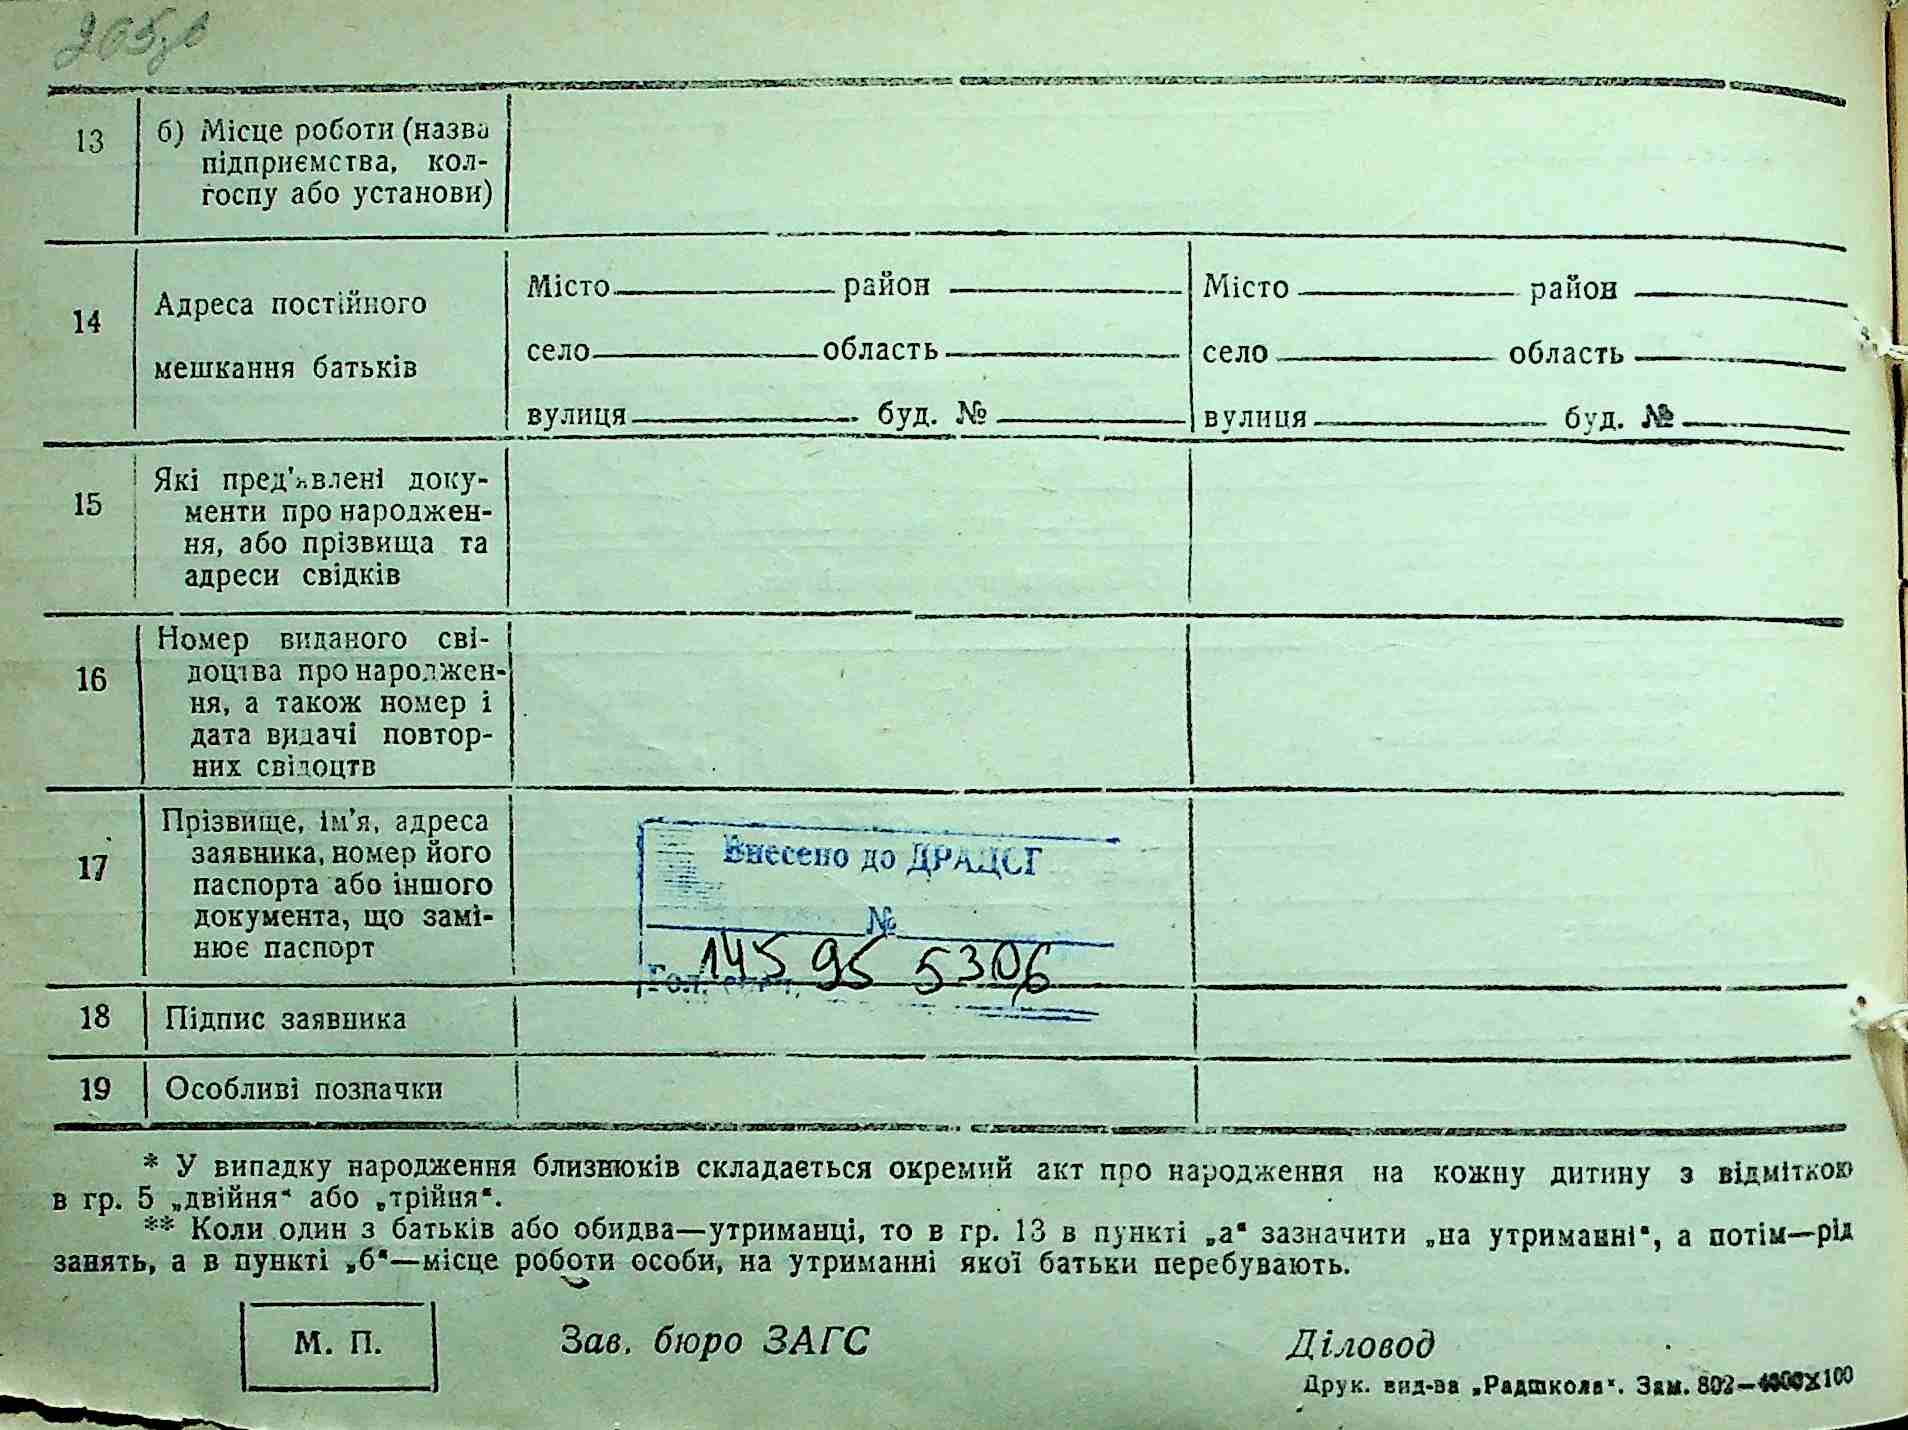 205зв
13 б) Місце роботи (назва
підприємства, кол-
госпу або установи)
14 Адреса постійного
мешкання батьків
Місто район
село область
вулиця буд. №
Місто район
село область
вулиця буд. №
15 Які пред'явлені доку-
менти про народжен-
ня, або прізвища та
адреси свідків
16 Номер виданого сві-
доцтва про народжен-
ня, а також номер і
дата видачі повтор-
них свідоцтв
17 Прізвище, ім'я, адреса
заявника, номер його
паспорта або іншого
документа, що замі-
нює паспорт
Внесено до ДРАЦСГ
№
145 95 5306
Гол. спец.
18 Підпис заявника
19 Особливі позначки
* У випадку народження близнюків складається окремий акт про народження на кожну дитину з відміткою
в гр. 5 „двійня“ або „трійня“.
** Коли один з батьків або обидва—утриманці, то в гр. 13 в пункті „а“ зазначити „на утриманні“, а потім—рід
занять, а в пункті „б“—місце роботи особи, на утриманні якої батьки перебувають.
М. П.
Зав. бюро ЗАГС
Діловод
Друк. вид-ва „Радшкола“. Зам. 802—4000х100